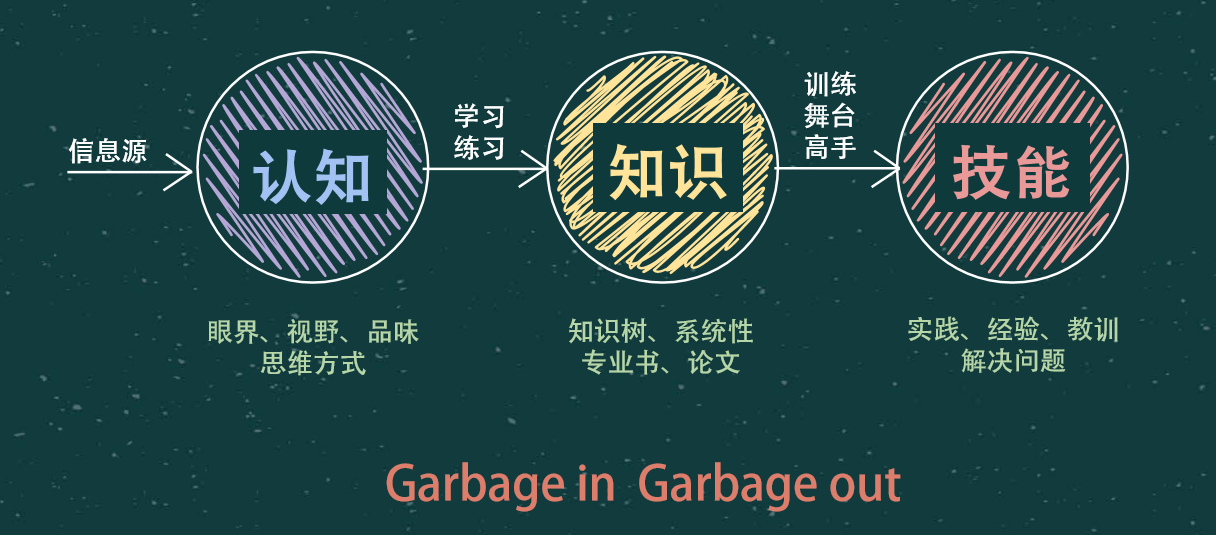 信息源
认知
学习
练习
知识
训练
舞台
高手
技能
眼界、视野、品味
思维方式
知识树、系统性
专业书、论文
实践、经验、教训
解决问题
Garbage in Garbage out